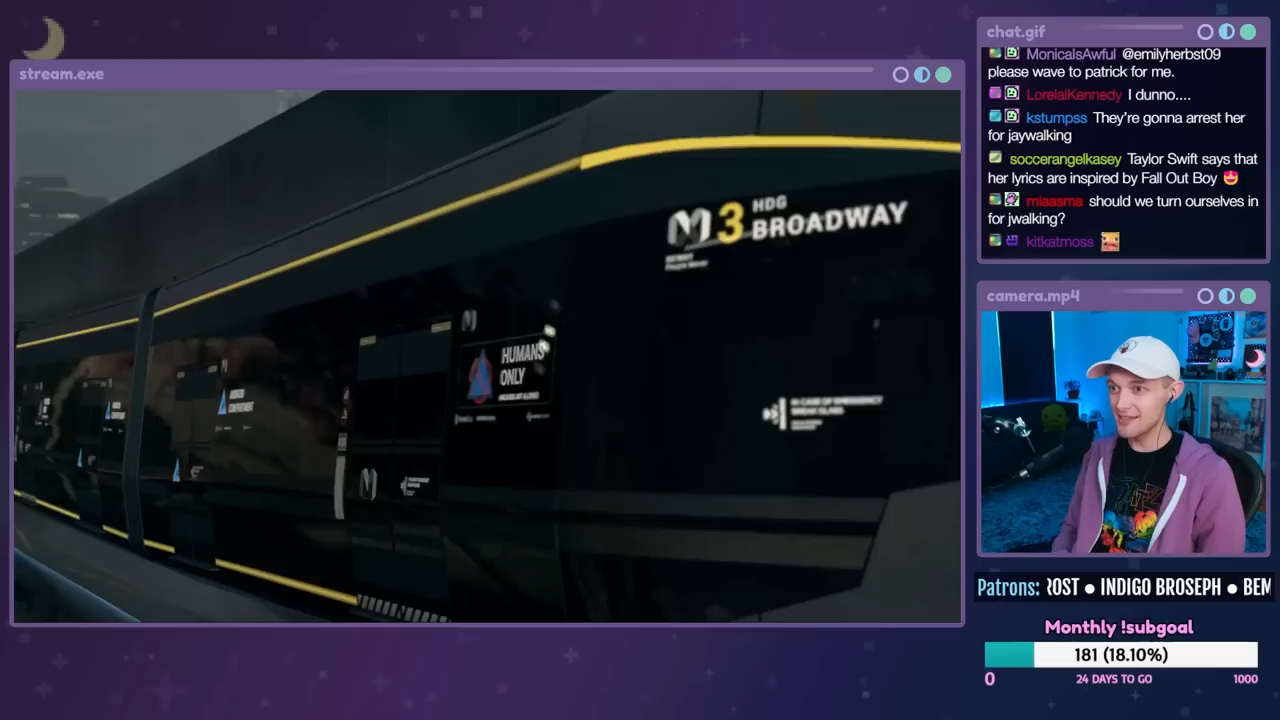 stream.exe
M 3 HDG
BROADWAY
HUMANS
ONLY
chat.gif
MonicaIsAwful @emilyherbst09
please wave to patrick for me.
LorelaiKennedy I dunno....
kstumpss They're gonna arrest her
for jaywalking
soccerangelkasey Taylor Swift says that
her lyrics are inspired by Fall Out Boy 😍
miaasma should we turn ourselves in
for jwalking?
kitkatmoss
camera.mp4
Patrons: ROST ● INDIGO BROSEPH ● BEM
Monthly !subgoal
181 (18.10%)
0 24 DAYS TO GO 1000